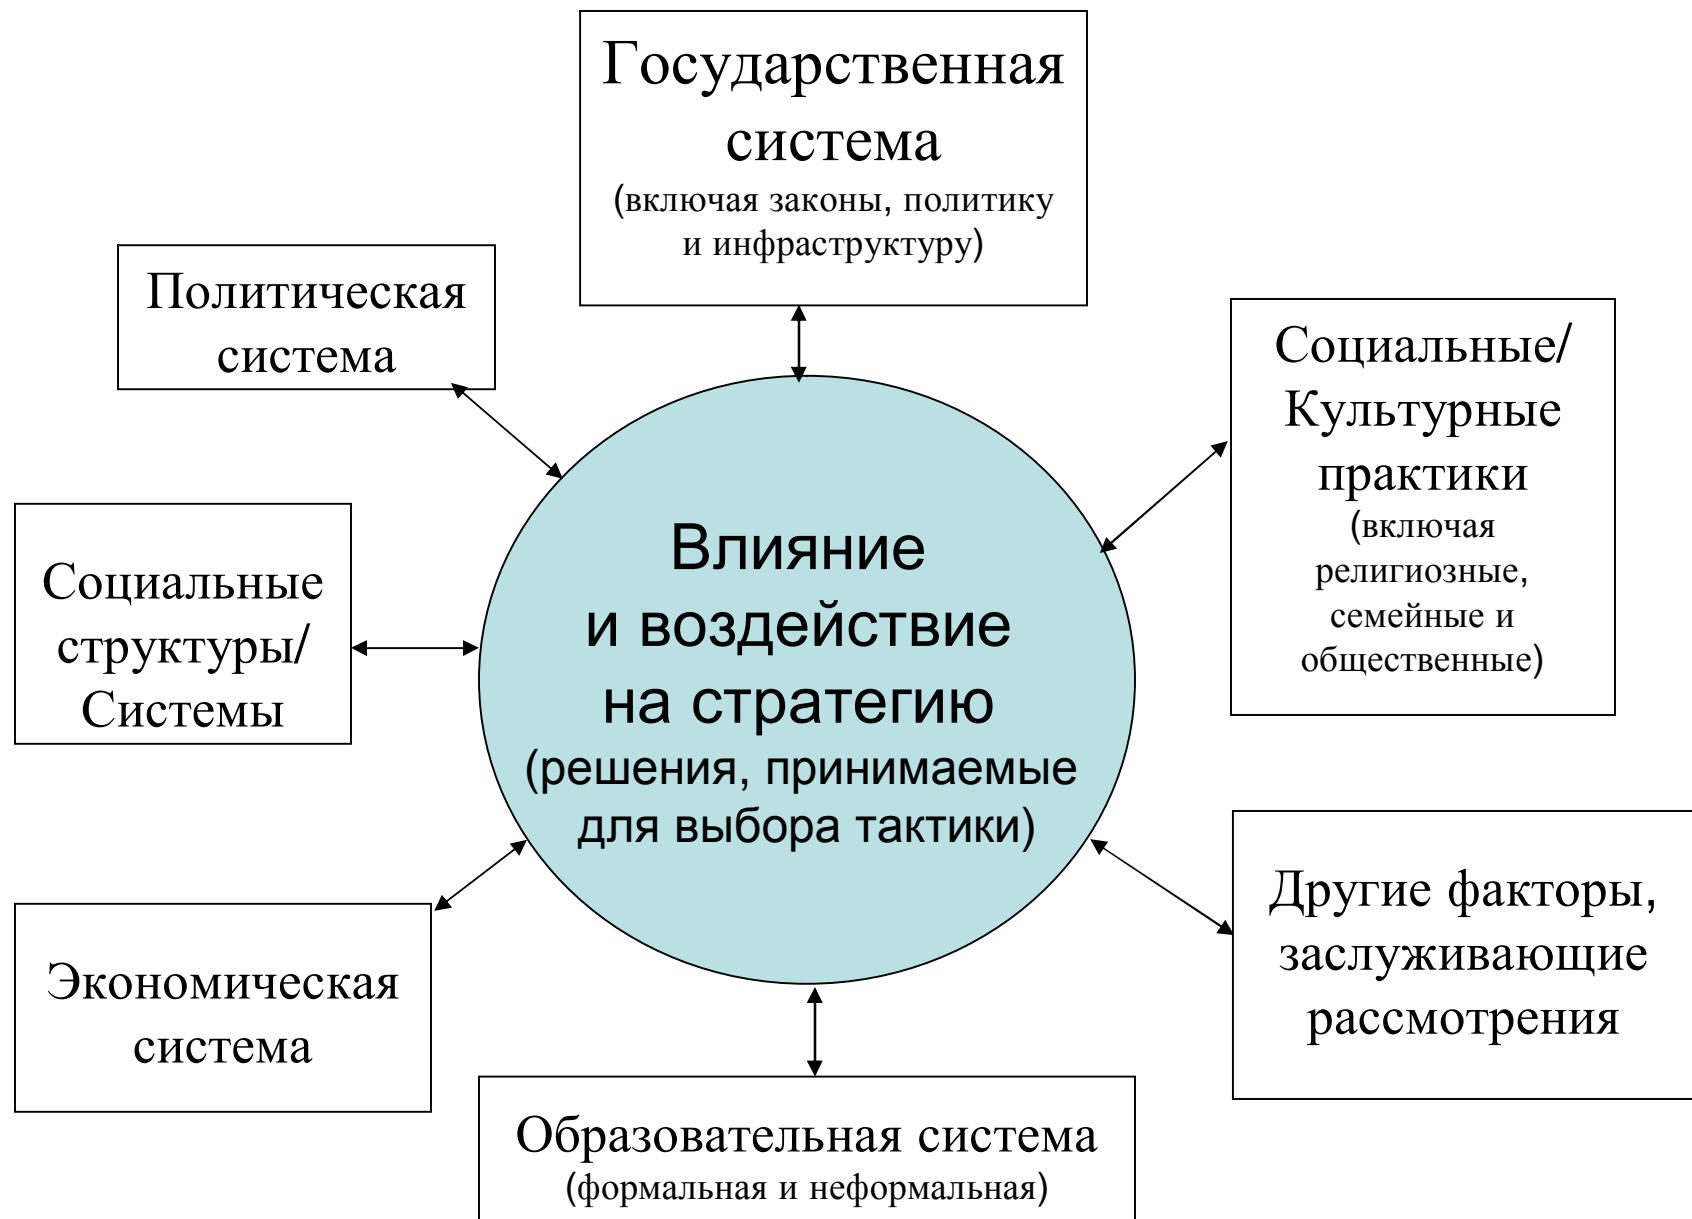 Государственная
система
(включая законы, политику
и инфраструктуру)
Политическая
система
Социальные/
Культурные
практики
(включая
религиозные,
семейные и
общественные)
Влияние
и воздействие
на стратегию
(решения, принимаемые
для выбора тактики)
Социальные
структуры/
Системы
Другие факторы,
заслуживающие
рассмотрения
Экономическая
система
Образовательная система
(формальная и неформальная)